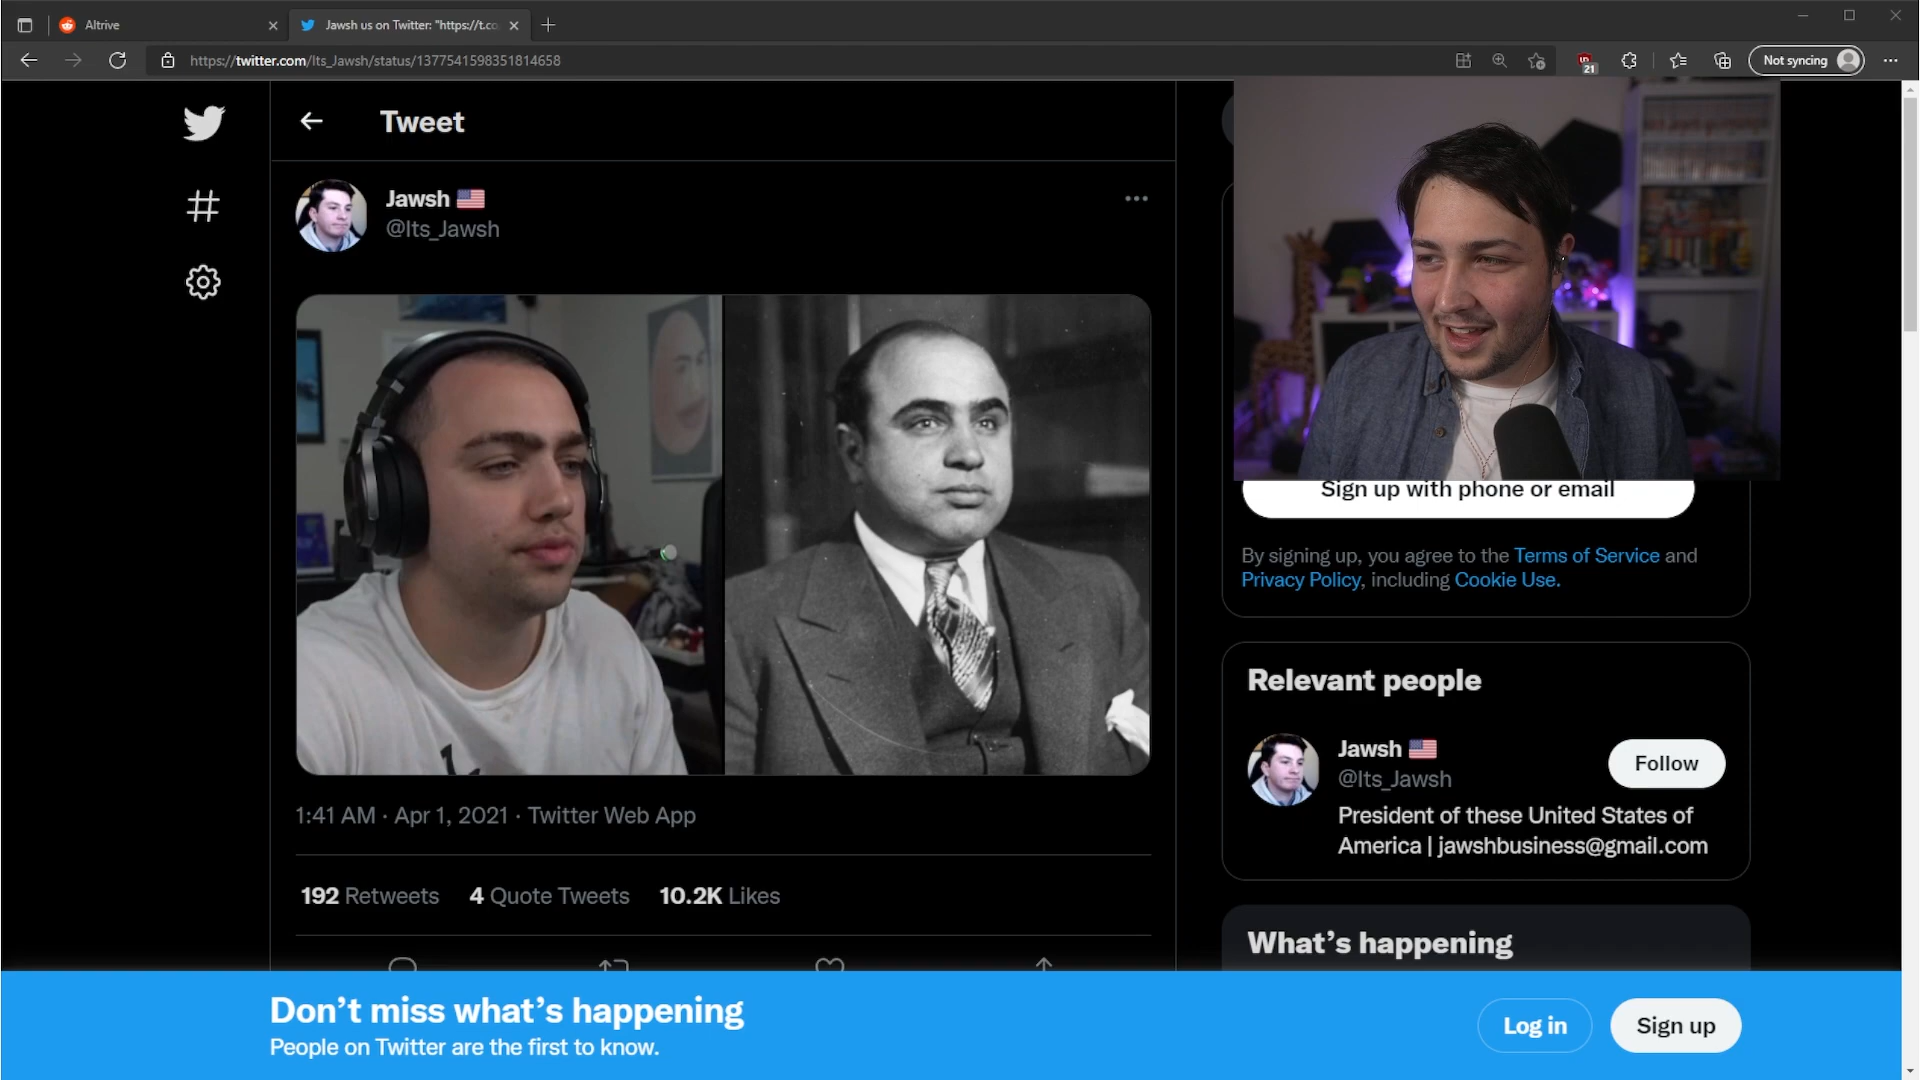 Altrive
Jawsh us on Twitter: "https://t.co
https://twitter.com/Its_Jawsh/status/1377541598351814658
21
Not syncing
Tweet
Jawsh
@Its_Jawsh
Sign up with phone or email
By signing up, you agree to the Terms of Service and
Privacy Policy, including Cookie Use.
Relevant people
Jawsh
@Its_Jawsh
Follow
President of these United States of
America | jawshbusiness@gmail.com
1:41 AM · Apr 1, 2021 · Twitter Web App
192 Retweets 4 Quote Tweets 10.2K Likes
What's happening
Don't miss what's happening
People on Twitter are the first to know.
Log in
Sign up